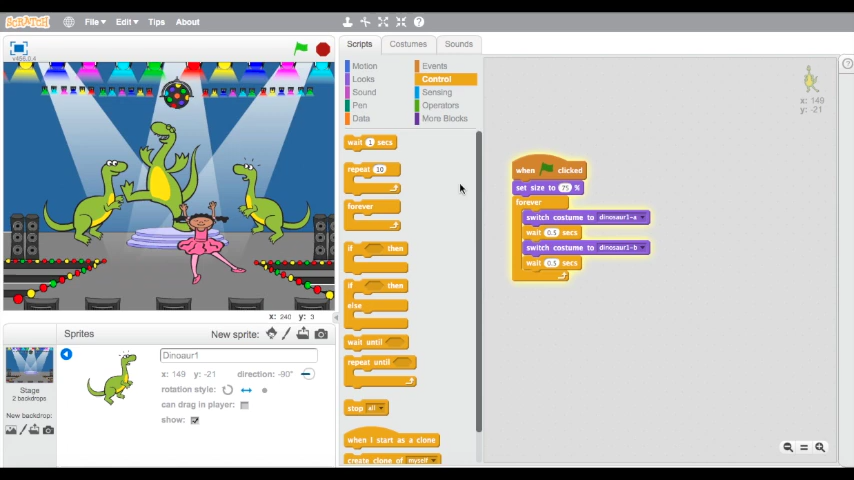 SCRATCH File▾ Edit▾ Tips About
v456.0.4
Scripts Costumes Sounds
Motion Events
Looks Control
Sound Sensing
Pen Operators
Data More Blocks
wait 1 secs
repeat 10
forever
if then
if then
else
wait until
repeat until
stop all
when I start as a clone
create clone of myself
x: 149
y: -21
when clicked
set size to 75 %
forever
switch costume to dinosaur1-a
wait 0.5 secs
switch costume to dinosaur1-b
wait 0.5 secs
x: 240 y: 3
Sprites New sprite:
Stage
2 backdrops
New backdrop:
Dinoaur1
x: 149 y: -21 direction: -90°
rotation style:
can drag in player:
show: